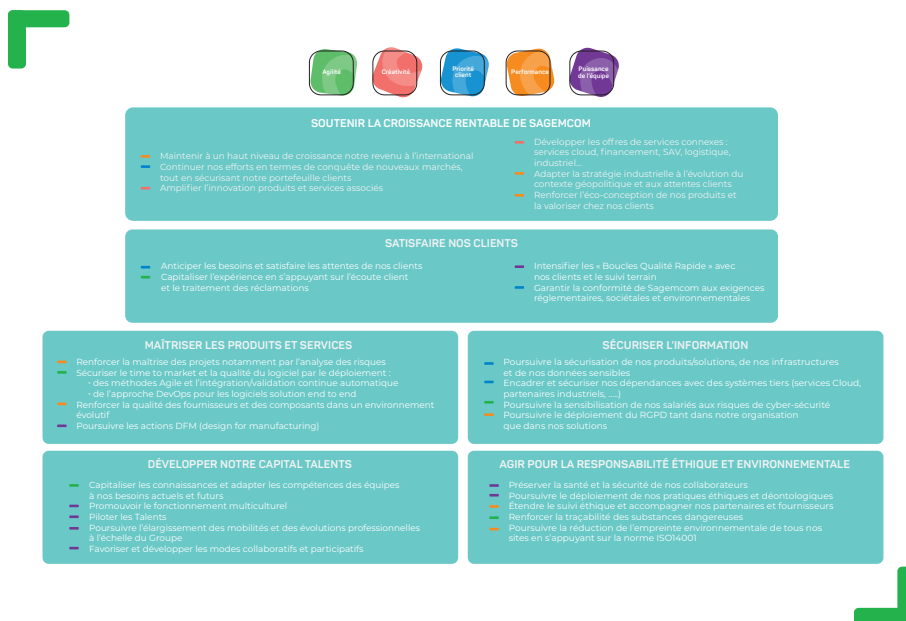 Agilité
Créativité
Priorité
client
Performance
Puissance
de l'équipe
SOUTENIR LA CROISSANCE RENTABLE DE SAGEMCOM
Maintenir à un haut niveau de croissance notre revenu à l'international
Continuer nos efforts en termes de conquête de nouveaux marchés,
tout en sécurisant notre portefeuille clients
Amplifier l'innovation produits et services associés
Développer les offres de services connexes :
services cloud, financement, SAV, logistique,
industriel...
Adapter la stratégie industrielle à l'évolution du
contexte géopolitique et aux attentes clients
Renforcer l'éco-conception de nos produits et
la valoriser chez nos clients
SATISFAIRE NOS CLIENTS
Anticiper les besoins et satisfaire les attentes de nos clients
Capitaliser l'expérience en s'appuyant sur l'écoute client
et le traitement des réclamations
Intensifier les « Boucles Qualité Rapide » avec
nos clients et le suivi terrain
Garantir la conformité de Sagemcom aux exigences
réglementaires, sociétales et environnementales
MAÎTRISER LES PRODUITS ET SERVICES
Renforcer la maîtrise des projets notamment par l'analyse des risques
Sécuriser le time to market et la qualité du logiciel par le déploiement :
- des méthodes Agile et l'intégration/validation continue automatique
- de l'approche DevOps pour les logiciels solution end to end
Renforcer la qualité des fournisseurs et des composants dans un environnement
évolutif
Poursuivre les actions DFM (design for manufacturing)
SÉCURISER L'INFORMATION
Poursuivre la sécurisation de nos produits/solutions, de nos infrastructures
et de nos données sensibles
Encadrer et sécuriser nos dépendances avec des systèmes tiers (services Cloud,
partenaires industriels, .....)
Poursuivre la sensibilisation de nos salariés aux risques de cyber-sécurité
Poursuivre le déploiement du RGPD tant dans notre organisation
que dans nos solutions
DÉVELOPPER NOTRE CAPITAL TALENTS
Capitaliser les connaissances et adapter les compétences des équipes
à nos besoins actuels et futurs
Promouvoir le fonctionnement multiculturel
Piloter les Talents
Poursuivre l'élargissement des mobilités et des évolutions professionnelles
à l'échelle du Groupe
Favoriser et développer les modes collaboratifs et participatifs
AGIR POUR LA RESPONSABILITÉ ÉTHIQUE ET ENVIRONNEMENTALE
Préserver la santé et la sécurité de nos collaborateurs
Poursuivre le déploiement de nos pratiques éthiques et déontologiques
Étendre le suivi éthique et accompagner nos partenaires et fournisseurs
Renforcer la traçabilité des substances dangereuses
Poursuivre la réduction de l'empreinte environnementale de tous nos
sites en s'appuyant sur la norme ISO14001